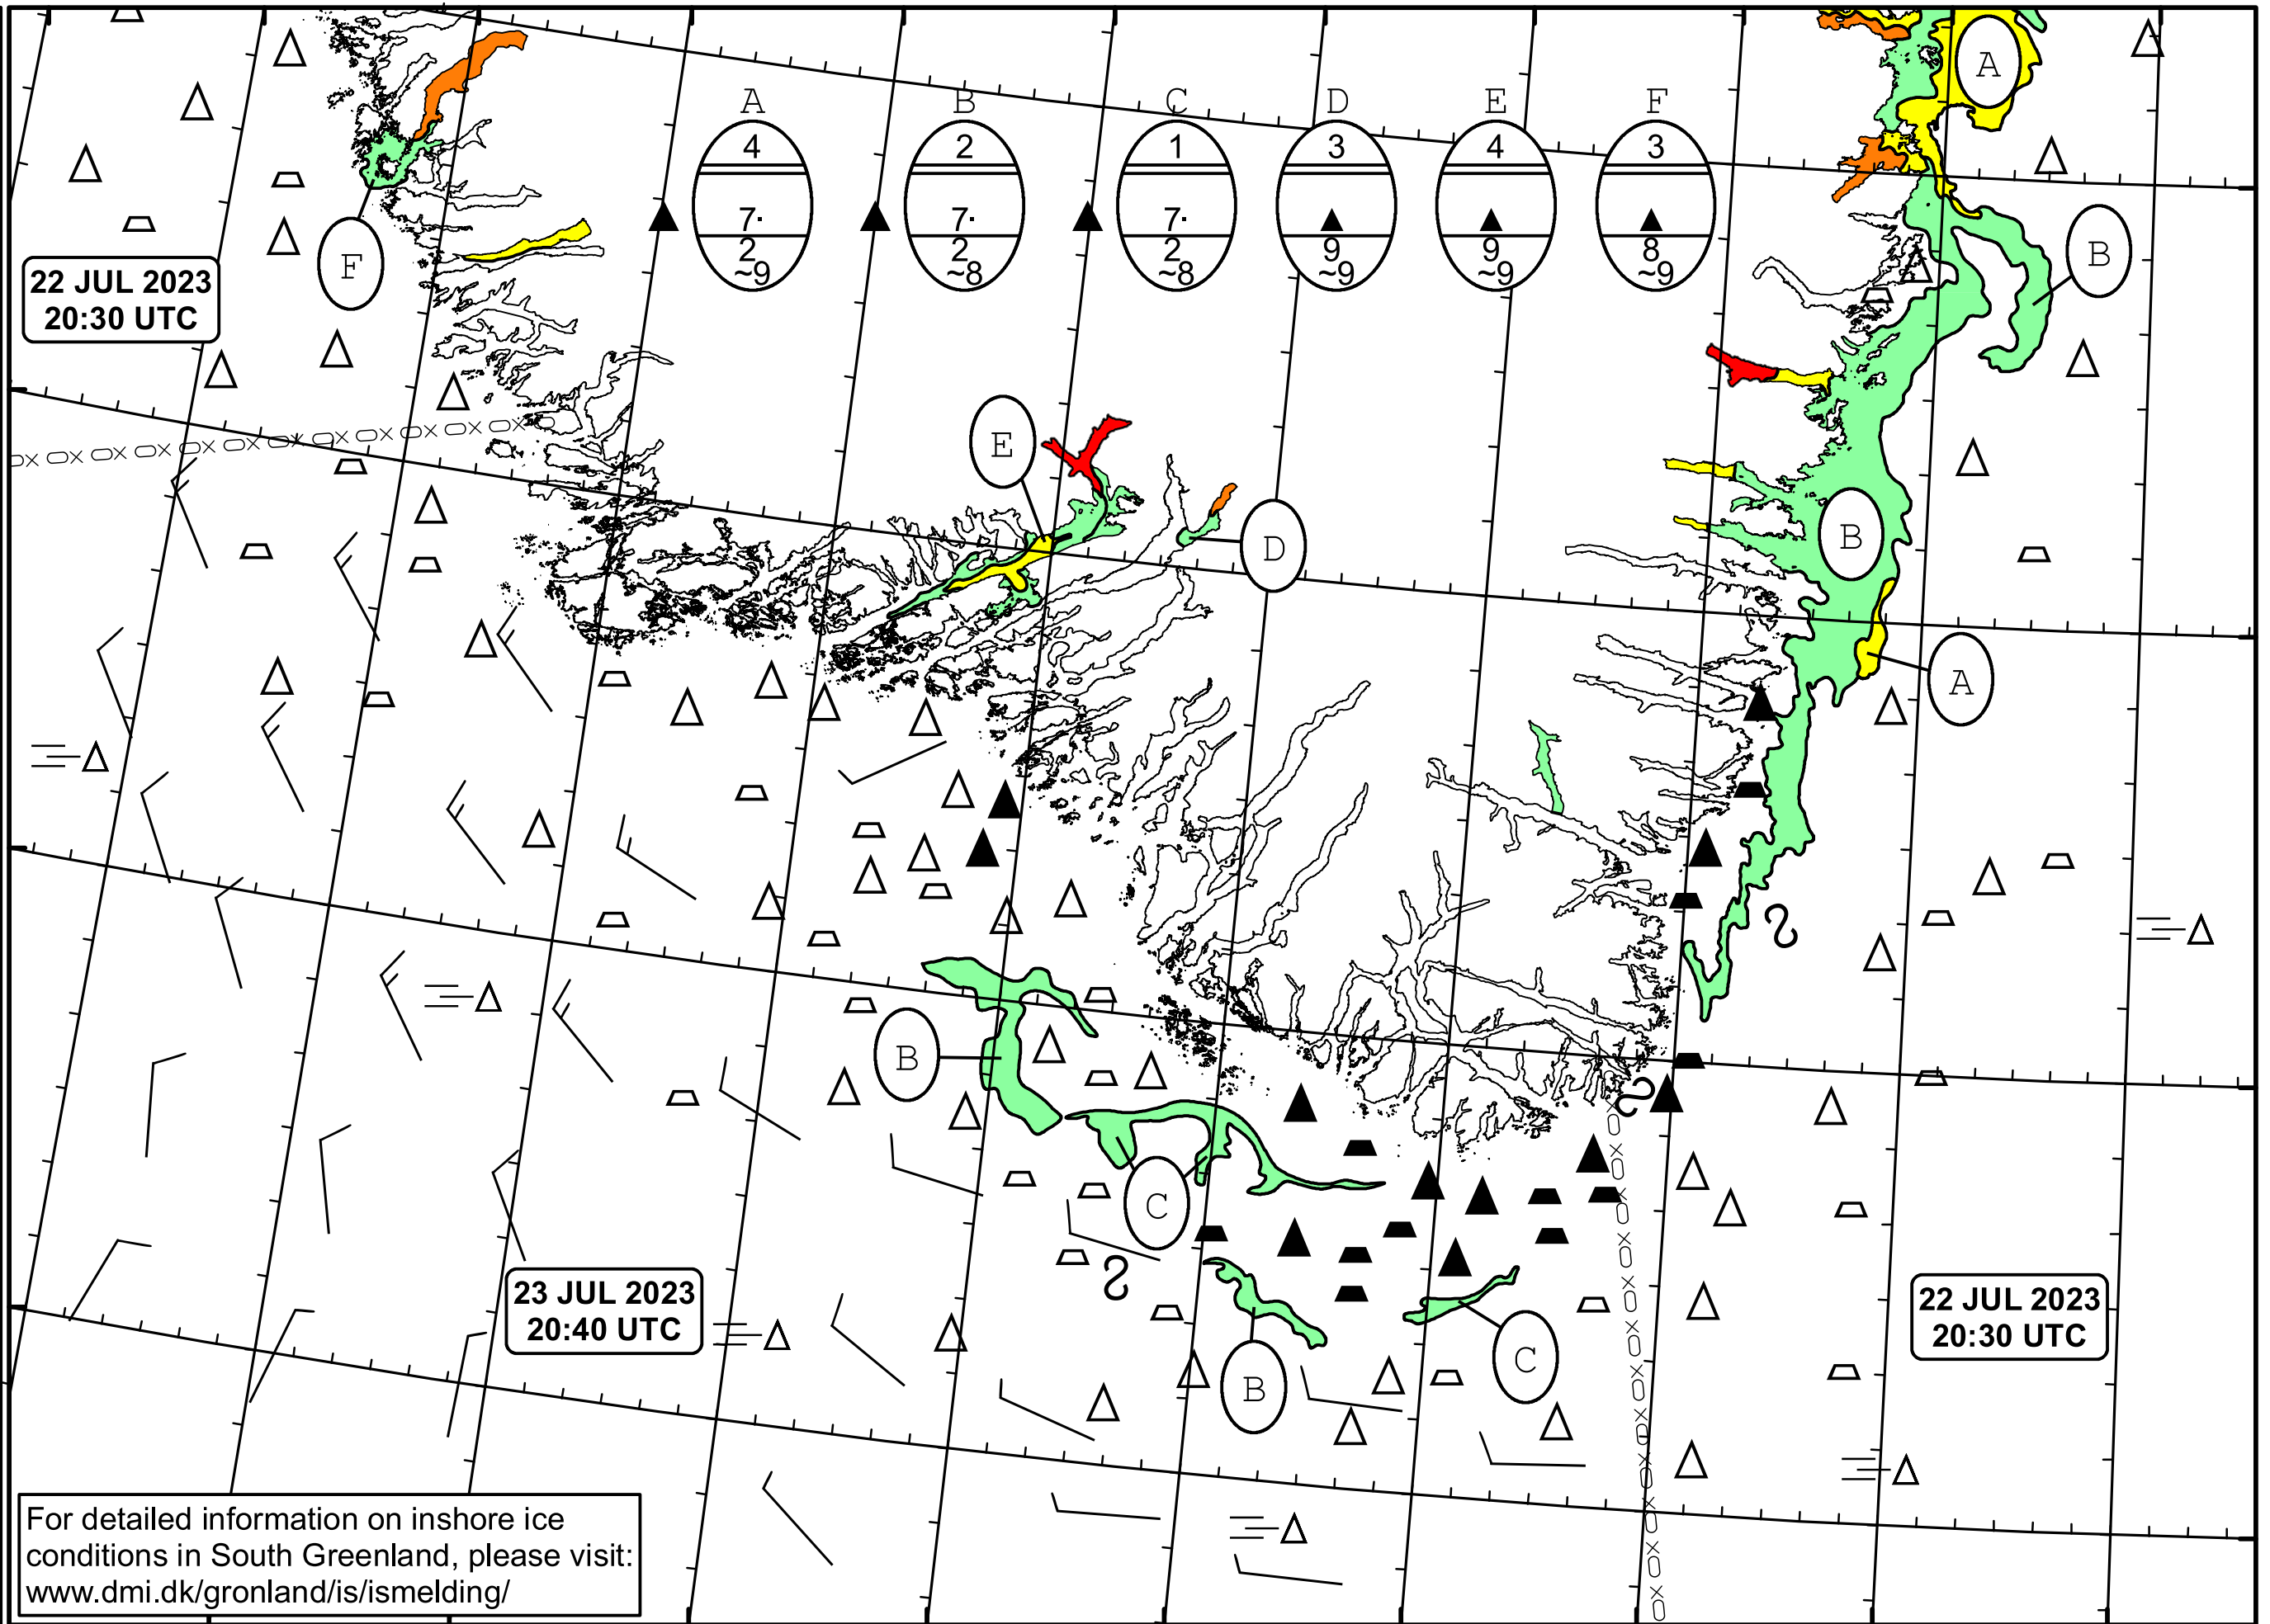 A B C D E F
4 2 1 3 4 3
7· 7· 7· ▲ ▲ ▲
2 2 2 9 9 8
~9 ~8 ~8 ~9 ~9 ~9
A
B
F
22 JUL 2023
20:30 UTC
E
D
B
A
B
C
23 JUL 2023
20:40 UTC
B
C
22 JUL 2023
20:30 UTC
For detailed information on inshore ice
conditions in South Greenland, please visit:
www.dmi.dk/gronland/is/ismelding/